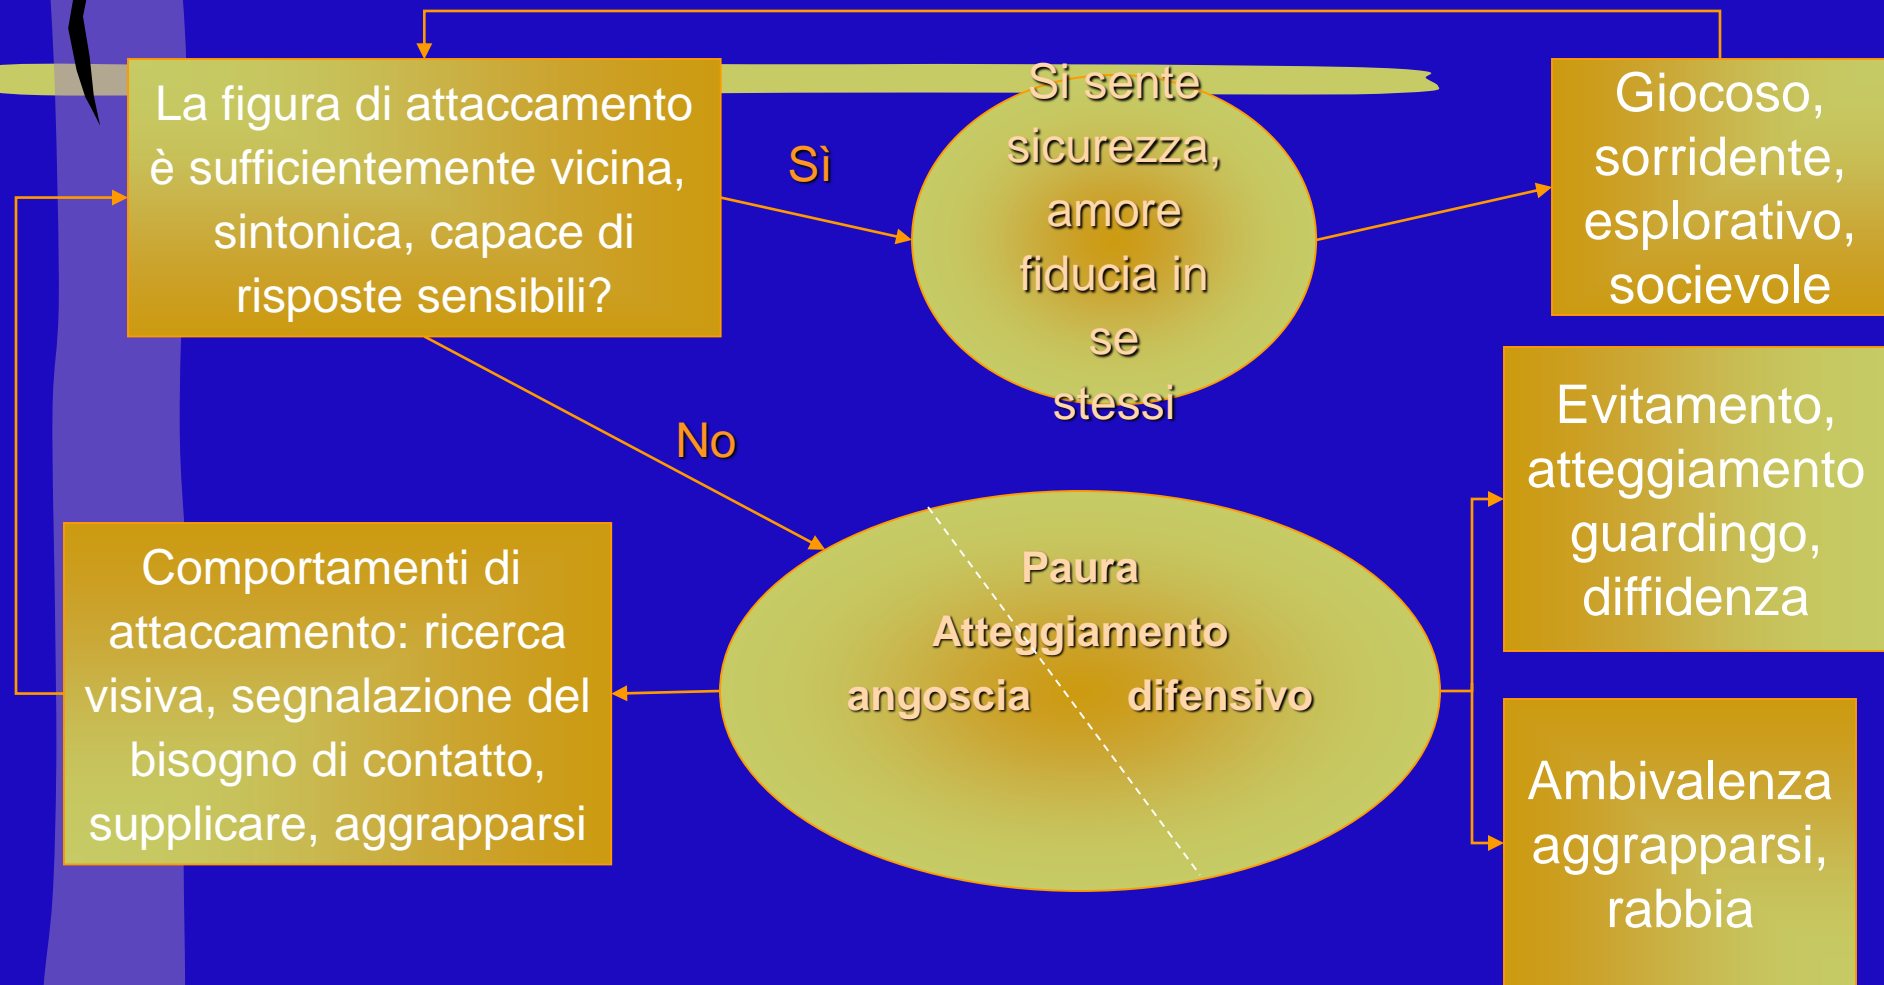 La figura di attaccamento
è sufficientemente vicina,
sintonica, capace di
risposte sensibili?
Sì
Si sente
sicurezza,
amore
fiducia in
se
stessi
Giocoso,
sorridente,
esplorativo,
socievole
No
Paura
Atteggiamento
angoscia difensivo
Comportamenti di
attaccamento: ricerca
visiva, segnalazione del
bisogno di contatto,
supplicare, aggrapparsi
Evitamento,
atteggiamento
guardingo,
diffidenza
Ambivalenza
aggrapparsi,
rabbia